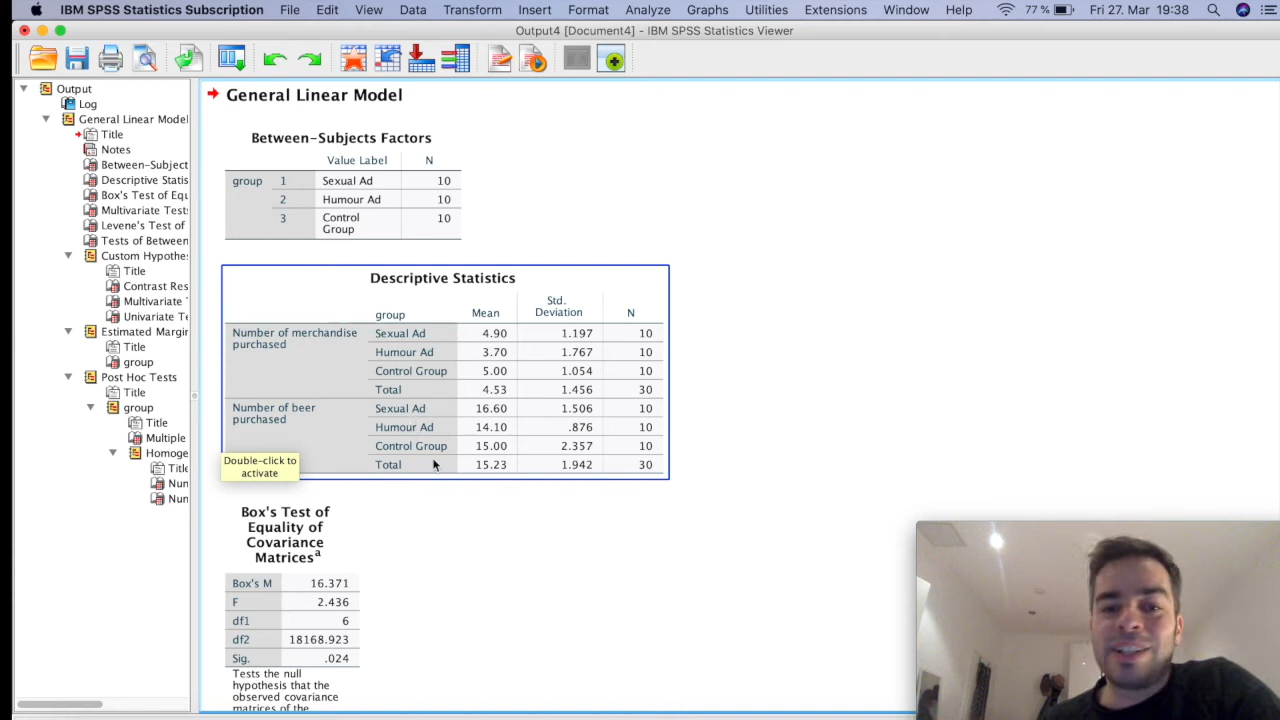 IBM SPSS Statistics Subscription File Edit View Data Transform Insert Format Analyze Graphs Utilities Extensions Window Help 77 % Fri 27. Mar 19:38
Output4 [Document4] - IBM SPSS Statistics Viewer
Output
Log
General Linear Model
Title
Notes
Between-Subject
Descriptive Statis
Box's Test of Equ
Multivariate Test
Levene's Test of
Tests of Between
Custom Hypothe
Title
Contrast Res
Multivariate
Univariate Te
Estimated Margin
Title
group
Post Hoc Tests
Title
group
Title
Multiple
Homoge
Title
Nun
Nun
General Linear Model
Between-Subjects Factors
Value Label N
group 1 Sexual Ad 10
2 Humour Ad 10
3 Control Group 10
Descriptive Statistics
group Mean Std. Deviation N
Number of merchandise purchased Sexual Ad 4.90 1.197 10
Humour Ad 3.70 1.767 10
Control Group 5.00 1.054 10
Total 4.53 1.456 30
Number of beer purchased Sexual Ad 16.60 1.506 10
Humour Ad 14.10 .876 10
Control Group 15.00 2.357 10
Total 15.23 1.942 30
Double-click to
activate
Box's Test of
Equality of
Covariance
Matricesª
Box's M 16.371
F 2.436
df1 6
df2 18168.923
Sig. .024
Tests the null
hypothesis that the
observed covariance
matrices of the